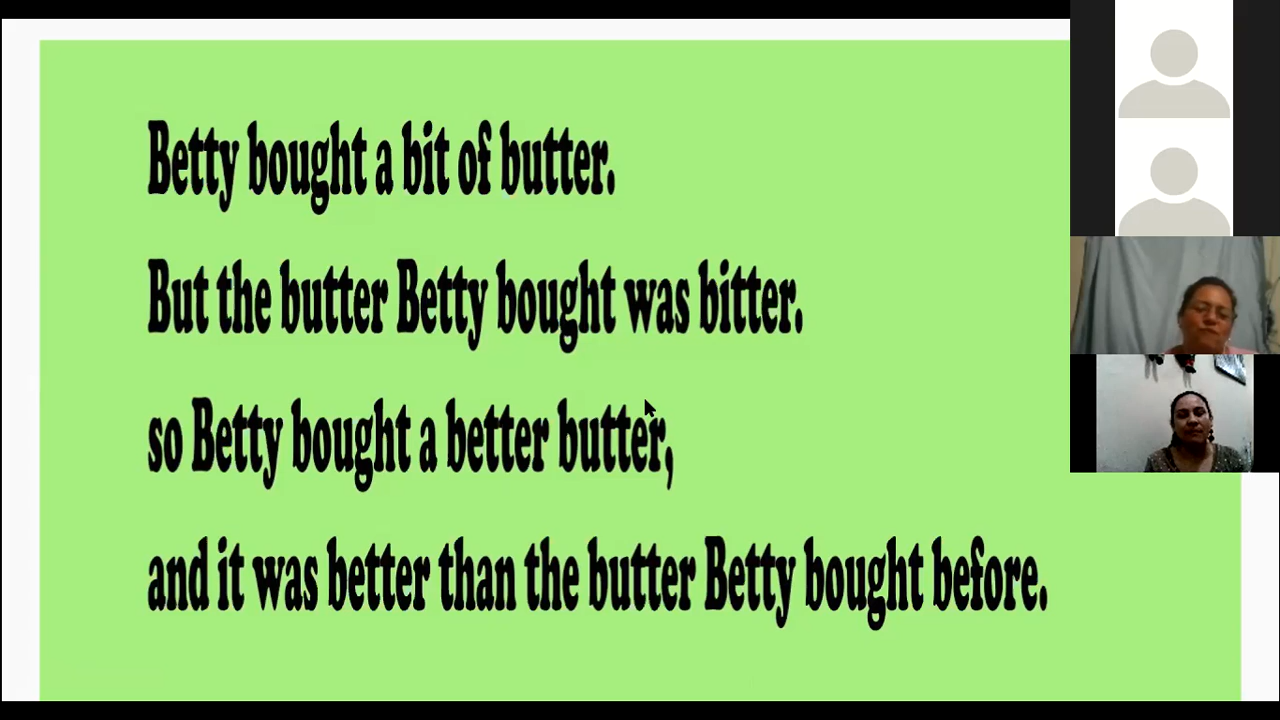 Betty bought a bit of butter.
But the butter Betty bought was bitter.
so Betty bought a better butter,
and it was better than the butter Betty bought before.